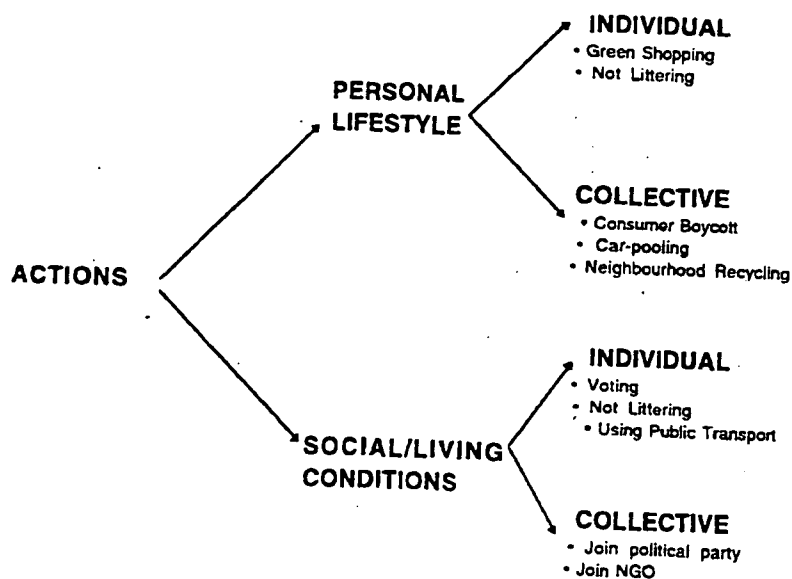 ACTIONS
PERSONAL
LIFESTYLE
INDIVIDUAL
• Green Shopping
• Not Littering
COLLECTIVE
• Consumer Boycott
• Car-pooling
• Neighbourhood Recycling
SOCIAL/LIVING
CONDITIONS
INDIVIDUAL
• Voting
• Not Littering
• Using Public Transport
COLLECTIVE
• Join political party
• Join NGO